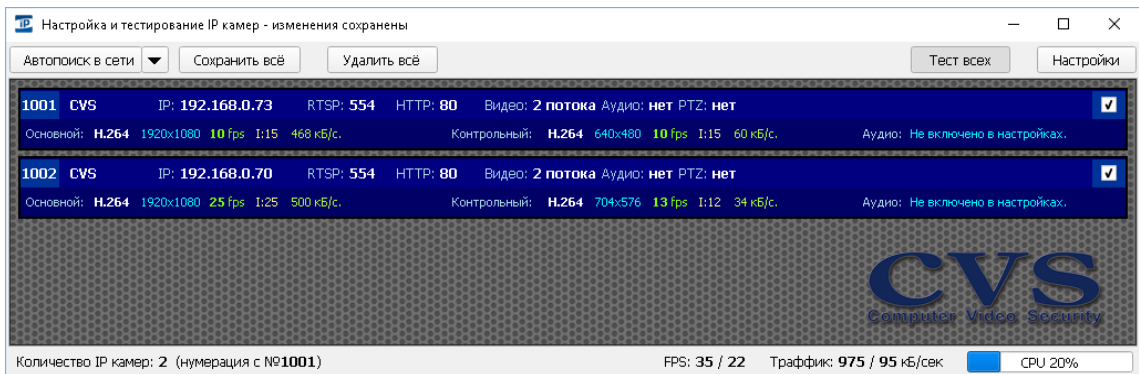 IP Настройка и тестирование IP камер - изменения сохранены
Автопоиск в сети Сохранить всё Удалить всё Тест всех Настройки
1001 CVS IP: 192.168.0.73 RTSP: 554 HTTP: 80 Видео: 2 потока Аудио: нет PTZ: нет
Основной: H.264 1920x1080 10 fps I:15 468 кБ/с. Контрольный: H.264 640x480 10 fps I:15 60 кБ/с. Аудио: Не включено в настройках.
1002 CVS IP: 192.168.0.70 RTSP: 554 HTTP: 80 Видео: 2 потока Аудио: нет PTZ: нет
Основной: H.264 1920x1080 25 fps I:25 500 кБ/с. Контрольный: H.264 704x576 13 fps I:12 34 кБ/с. Аудио: Не включено в настройках.
CVS
Computer Video Security
Количество IP камер: 2 (нумерация с №1001) FPS: 35 / 22 Траффик: 975 / 95 кБ/сек CPU 20%